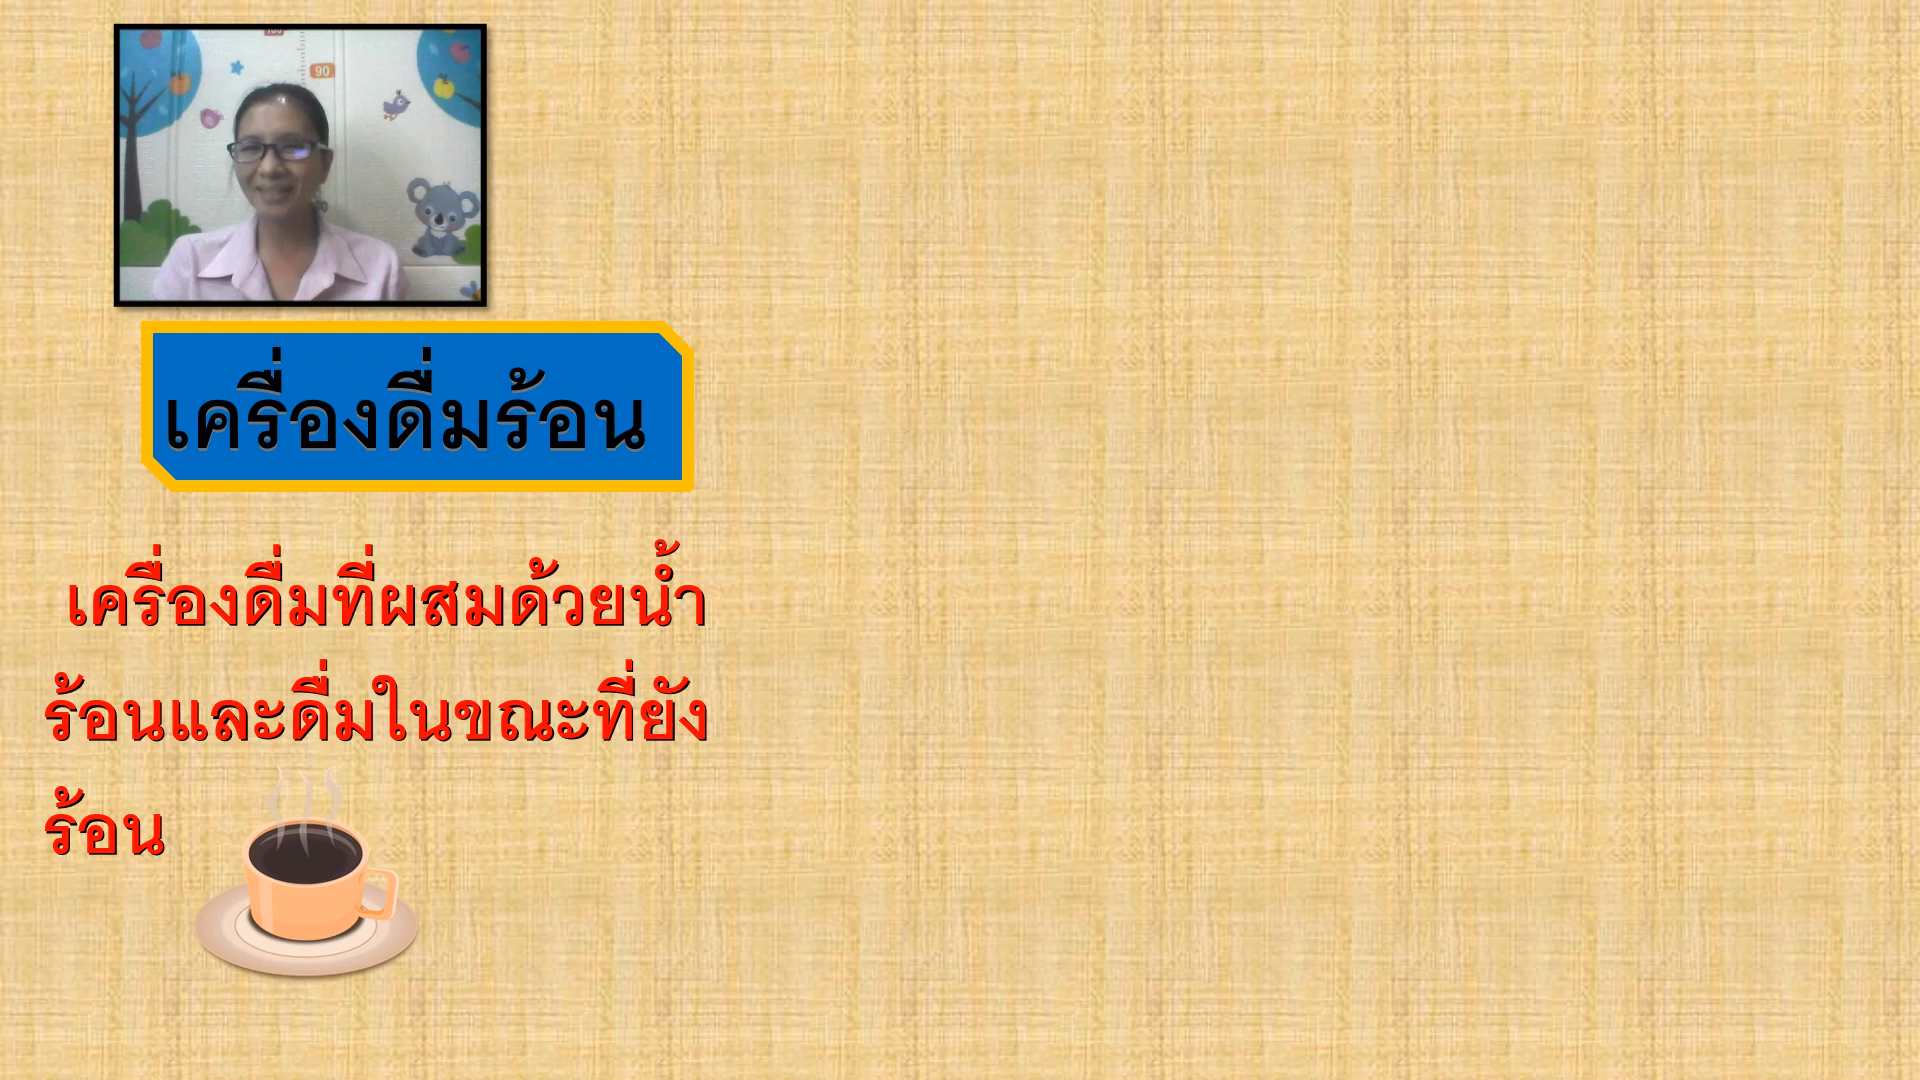 90
เครื่องดื่มร้อน
เครื่องดื่มที่ผสมด้วยน้ำ
ร้อนและดื่มในขณะที่ยัง
ร้อน